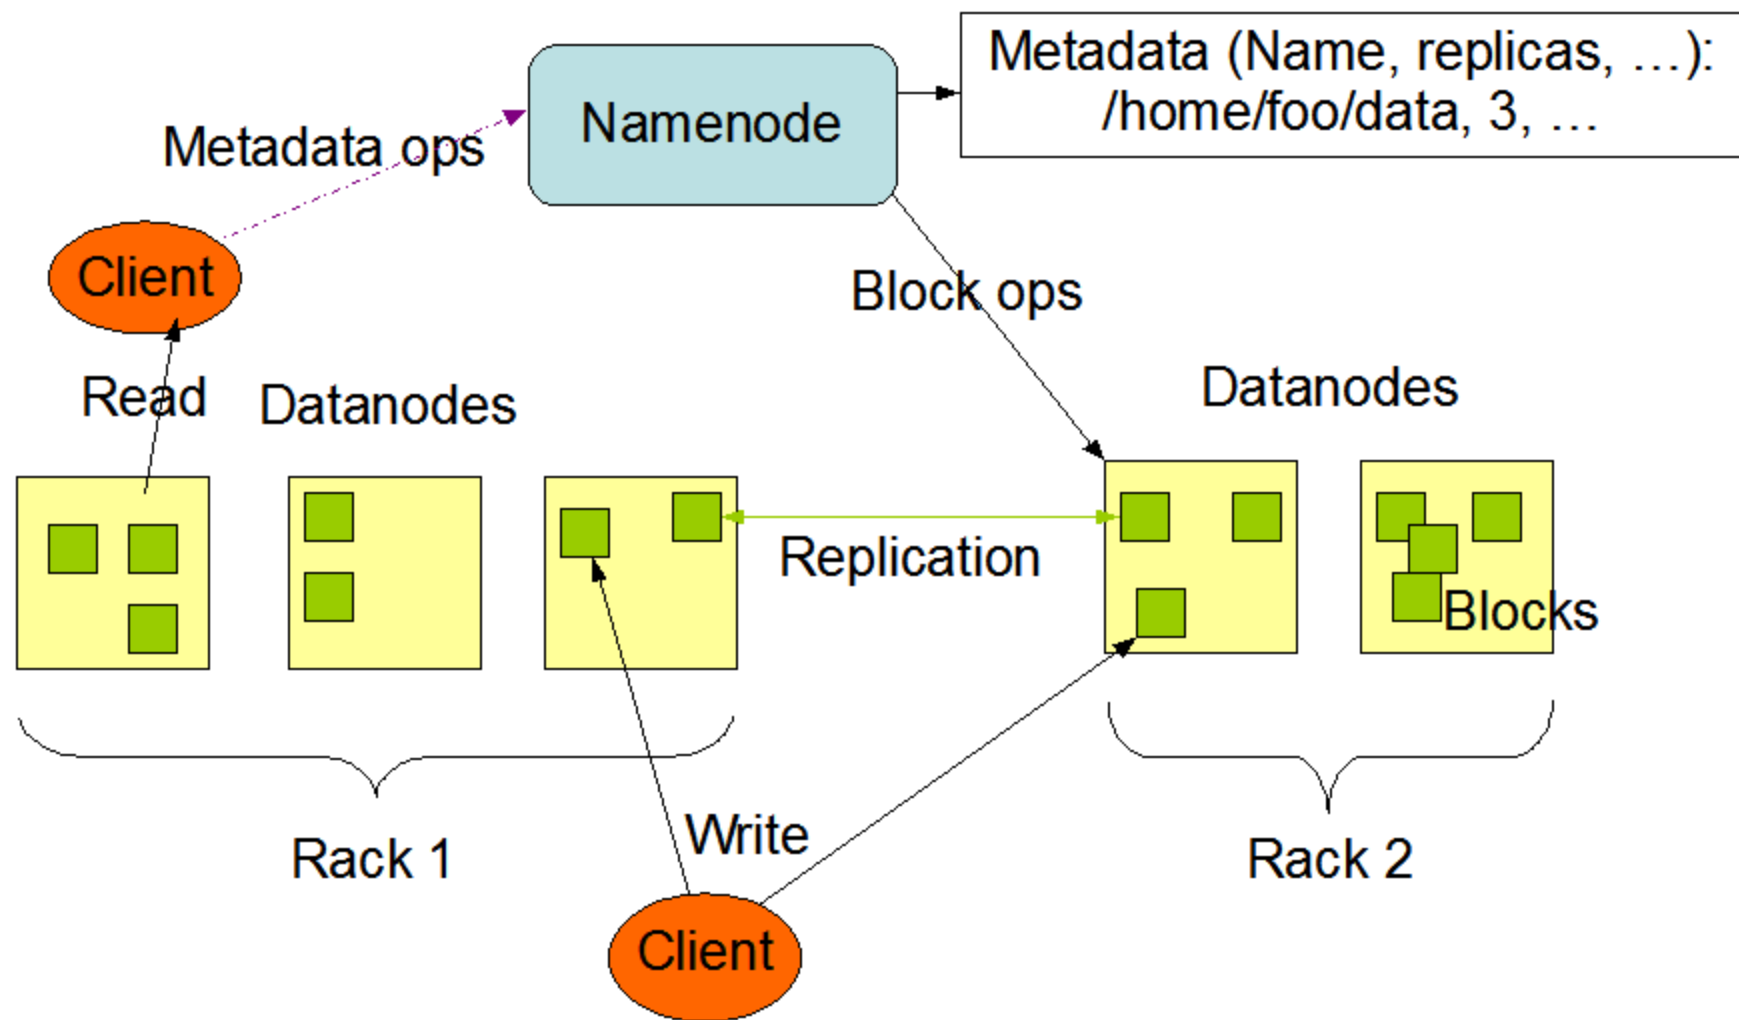 Metadata (Name, replicas, …):
/home/foo/data, 3, …
Namenode
Metadata ops
Client
Block ops
Read
Datanodes
Datanodes
Replication
Blocks
Rack 1
Write
Rack 2
Client